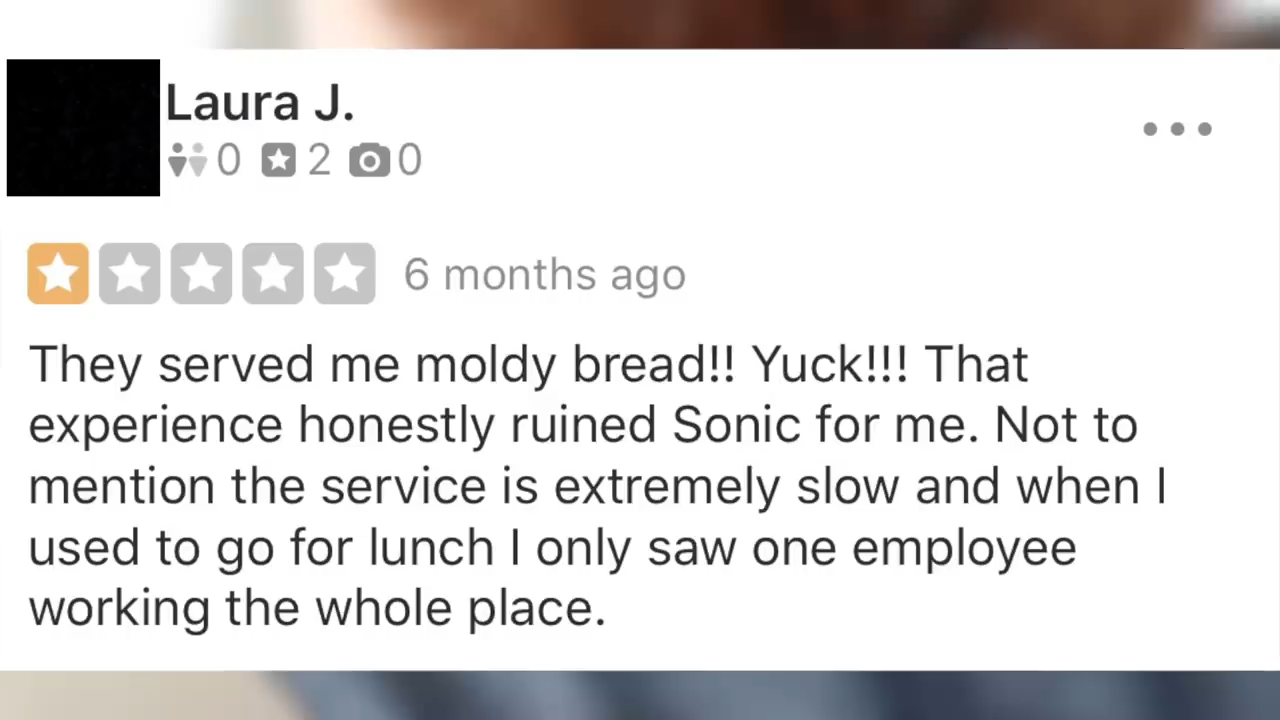 Laura J.
0 2 0
6 months ago
They served me moldy bread!! Yuck!!! That
experience honestly ruined Sonic for me. Not to
mention the service is extremely slow and when I
used to go for lunch I only saw one employee
working the whole place.